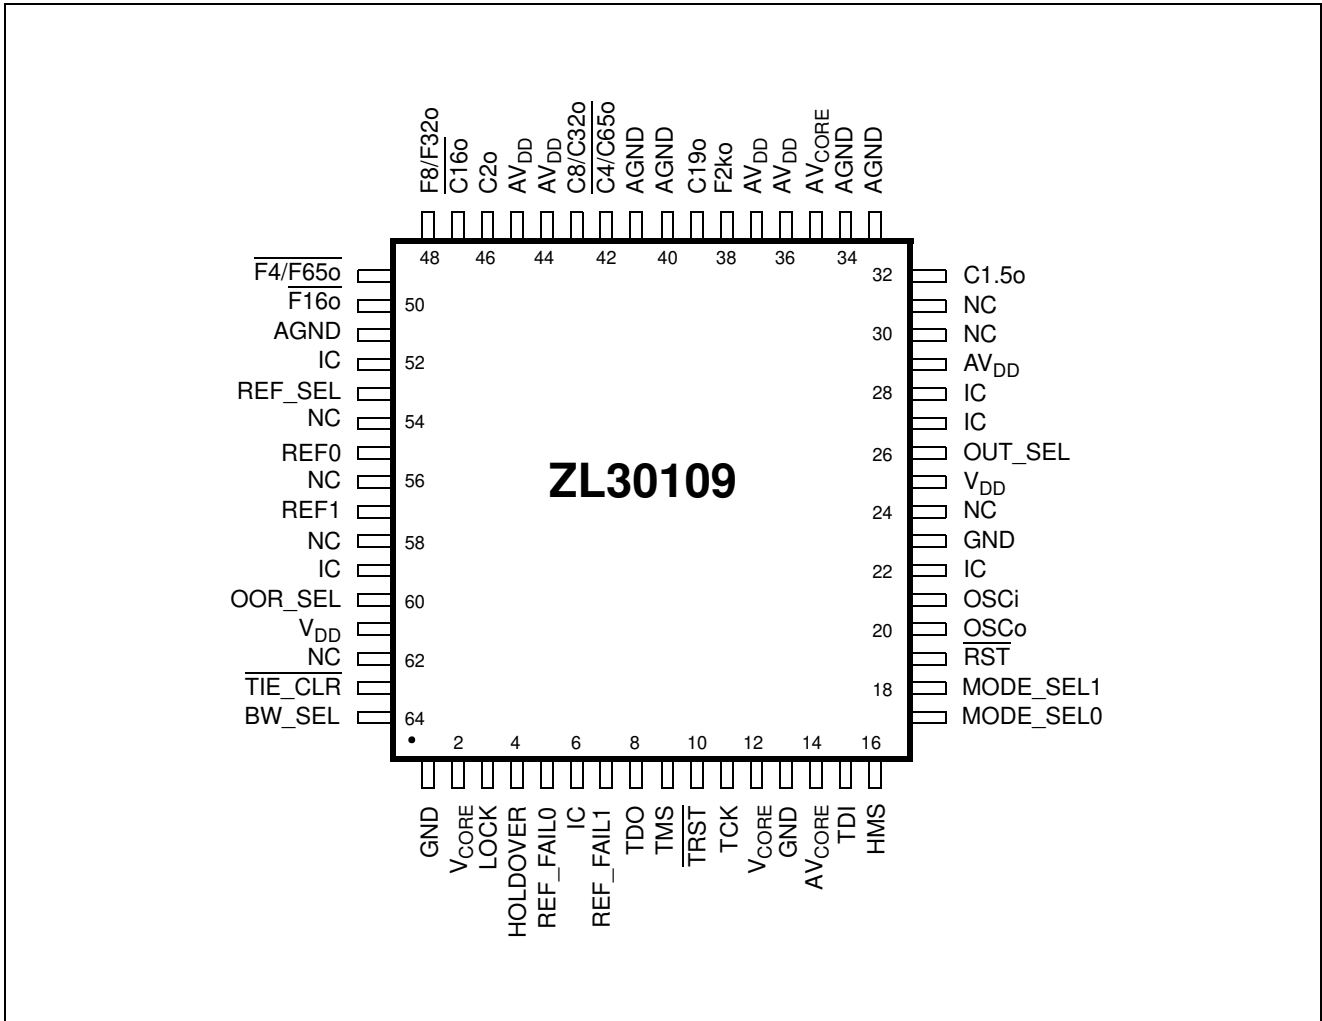 F8/F32o
C16o
C2o
AVDD
AVDD
C8/C32o
C4/C65o
AGND
AGND
C19o
F2ko
AVDD
AVDD
AVCORE
AGND
AGND
48 46 44 42 40 38 36 34
F4/F65o
F16o
AGND
IC
REF_SEL
NC
REF0
NC
REF1
NC
IC
OOR_SEL
VDD
NC
TIE_CLR
BW_SEL
50
52
54
56
58
60
62
64
ZL30109
32
30
28
26
24
22
20
18
C1.5o
NC
NC
AVDD
IC
IC
OUT_SEL
VDD
NC
GND
IC
OSCi
OSCo
RST
MODE_SEL1
MODE_SEL0
2 4 6 8 10 12 14 16
GND
VCORE
LOCK
HOLDOVER
REF_FAIL0
IC
REF_FAIL1
TDO
TMS
TRST
TCK
VCORE
GND
AVCORE
TDI
HMS